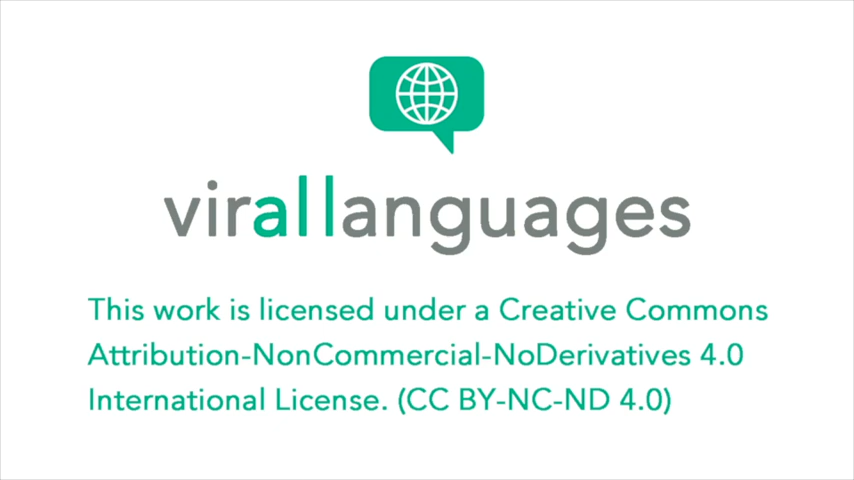 virallanguages
This work is licensed under a Creative Commons
Attribution-NonCommercial-NoDerivatives 4.0
International License. (CC BY-NC-ND 4.0)